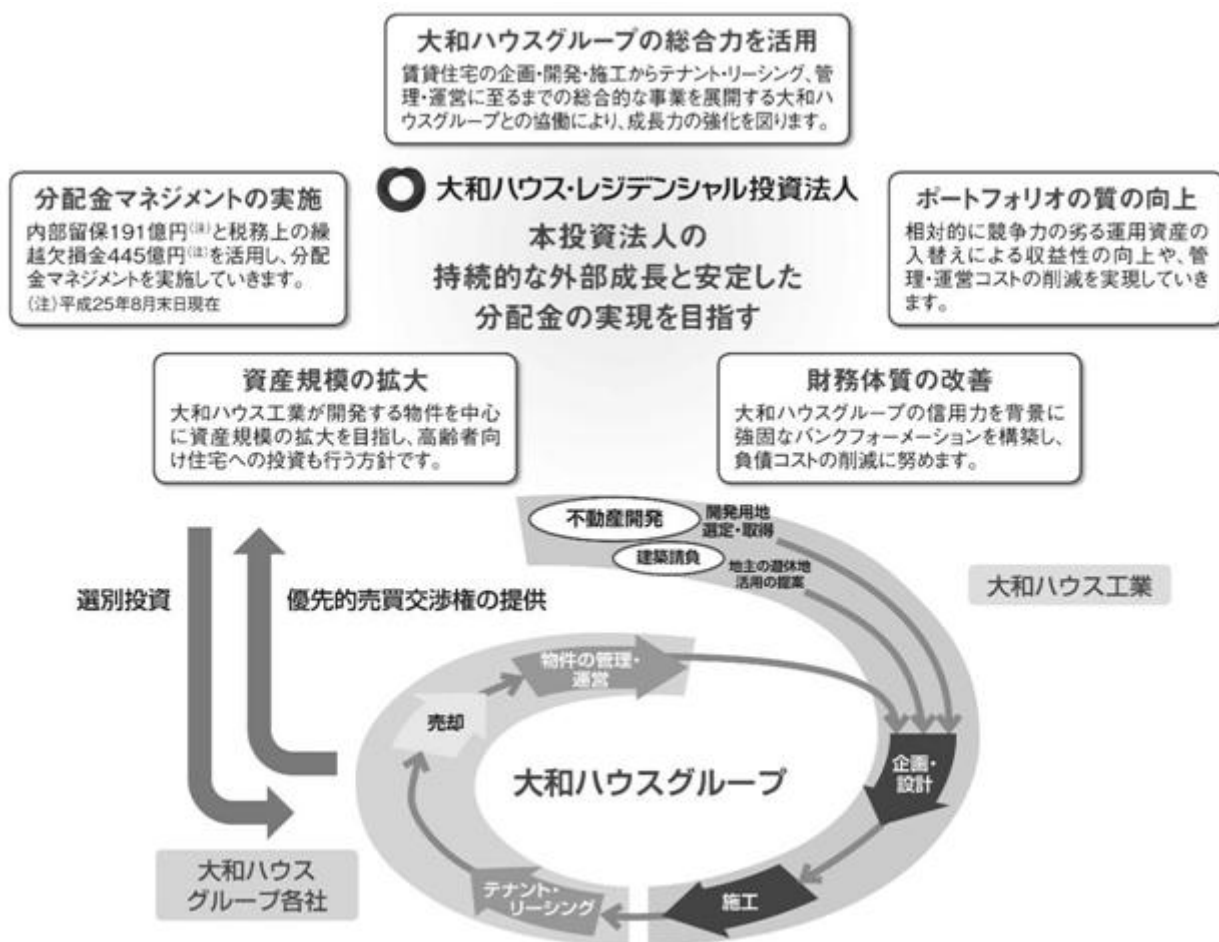 大和ハウスグループの総合力を活用
賃貸住宅の企画・開発・施工からテナント・リーシング、管
理・運営に至るまでの総合的な事業を展開する大和ハ
ウスグループとの協働により、成長力の強化を図ります。
分配金マネジメントの実施
内部留保191億円(注)と税務上の繰
越欠損金445億円(注)を活用し、分配
金マネジメントを実施していきます。
(注)平成25年8月末日現在
大和ハウス・レジデンシャル投資法人
本投資法人の
持続的な外部成長と安定した
分配金の実現を目指す
ポートフォリオの質の向上
相対的に競争力の劣る運用資産の
入替えによる収益性の向上や、管
理・運営コストの削減を実現していき
ます。
資産規模の拡大
大和ハウス工業が開発する物件を中心
に資産規模の拡大を目指し、高齢者向
け住宅への投資も行う方針です。
財務体質の改善
大和ハウスグループの信用力を背景に
強固なバンクフォーメーションを構築し、
負債コストの削減に努めます。
不動産開発
開発用地
選定・取得
建築請負
地主の遊休地
活用の提案
大和ハウス工業
選別投資
優先的売買交渉権の提供
物件の管理・
運営
売却
企画・
設計
大和ハウスグループ
大和ハウス
グループ各社
テナント・
リーシング
施工